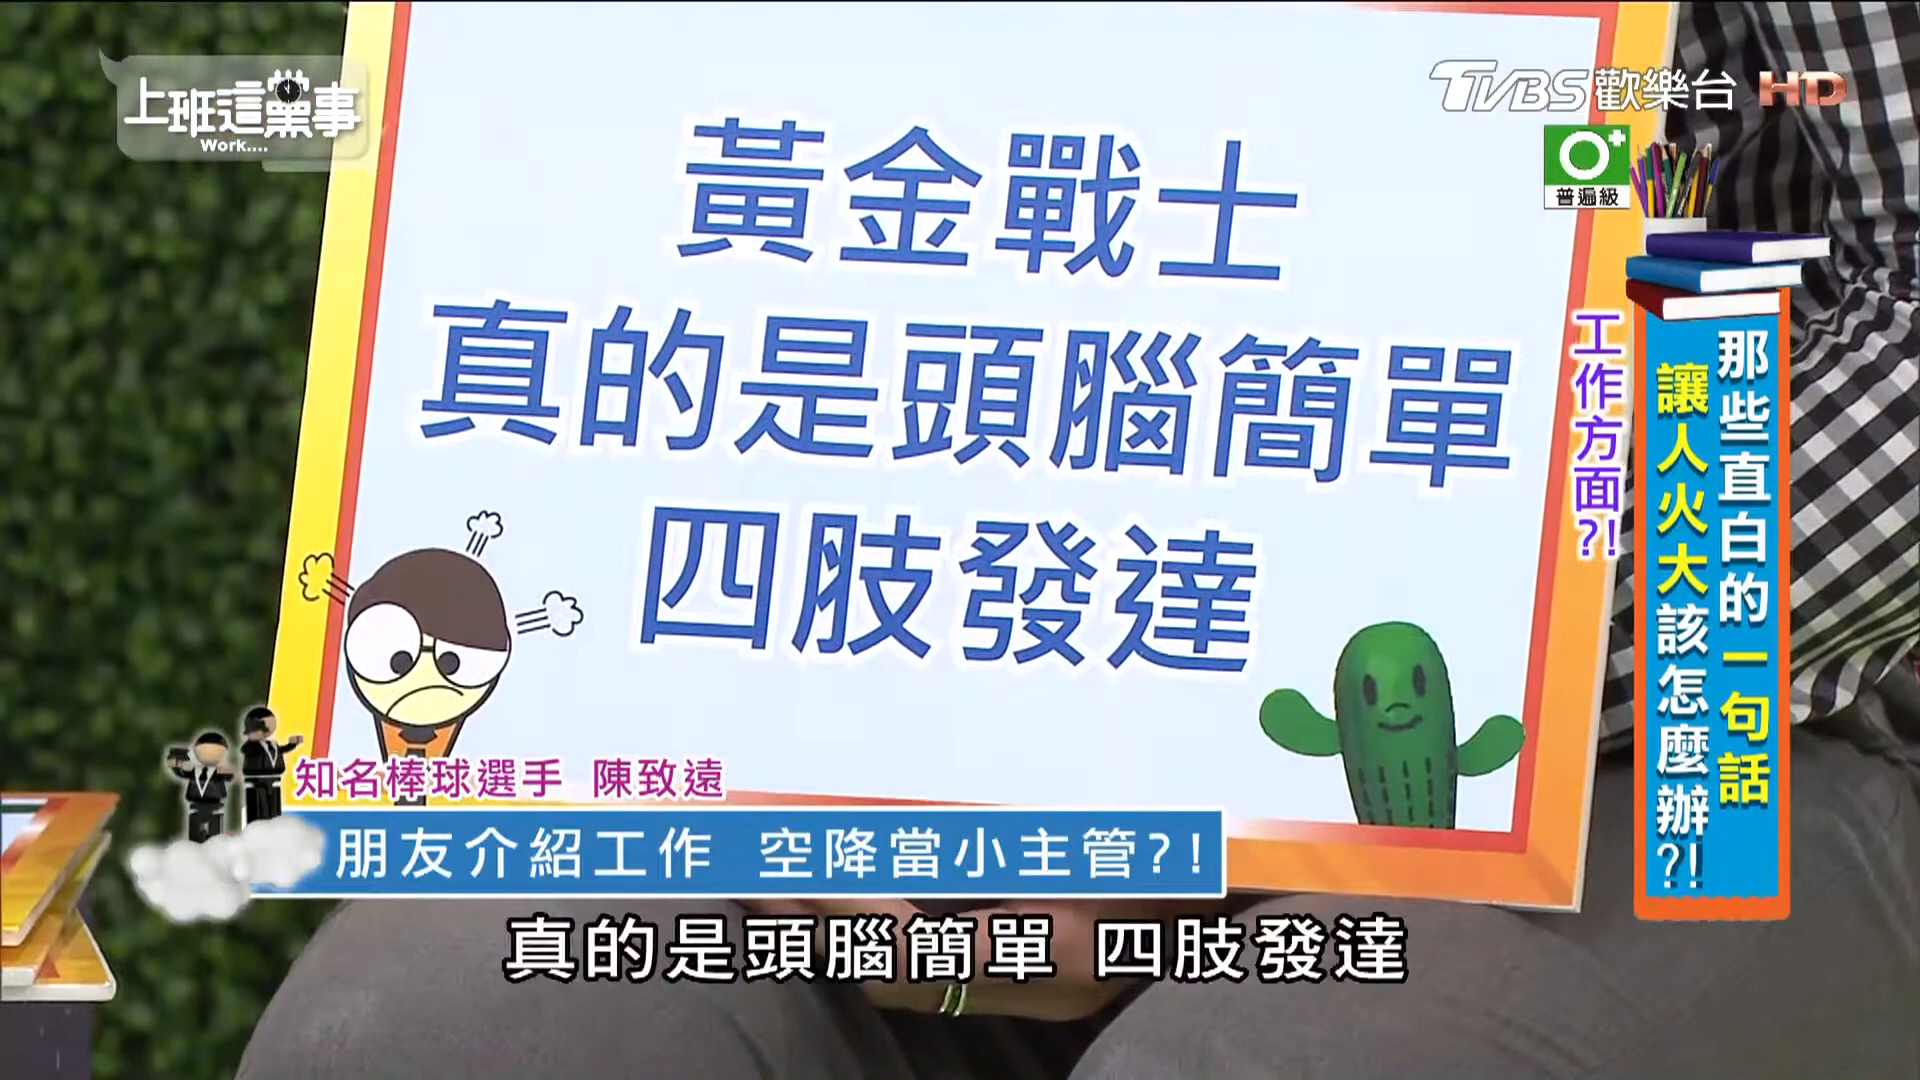 上班這黨事
Work....
TVBS歡樂台 HD
普遍級
黃金戰士
真的是頭腦簡單
四肢發達
工作方面?!
那些直白的一句話
讓人火大該怎麼辦?!
知名棒球選手 陳致遠
朋友介紹工作 空降當小主管?!
真的是頭腦簡單 四肢發達